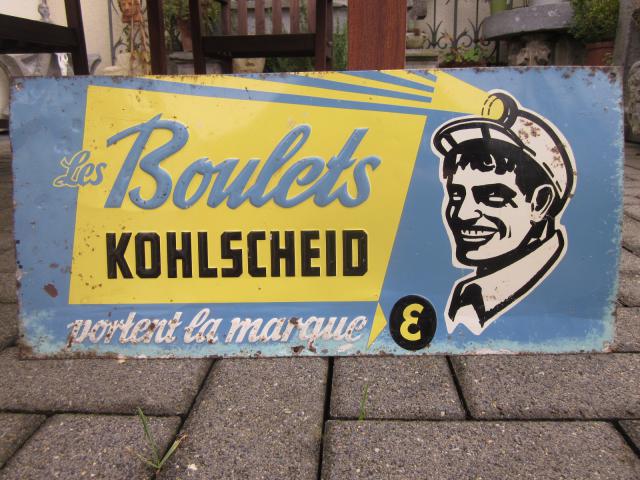 Les Boulets
KOHLSCHEID
portent la marque ε